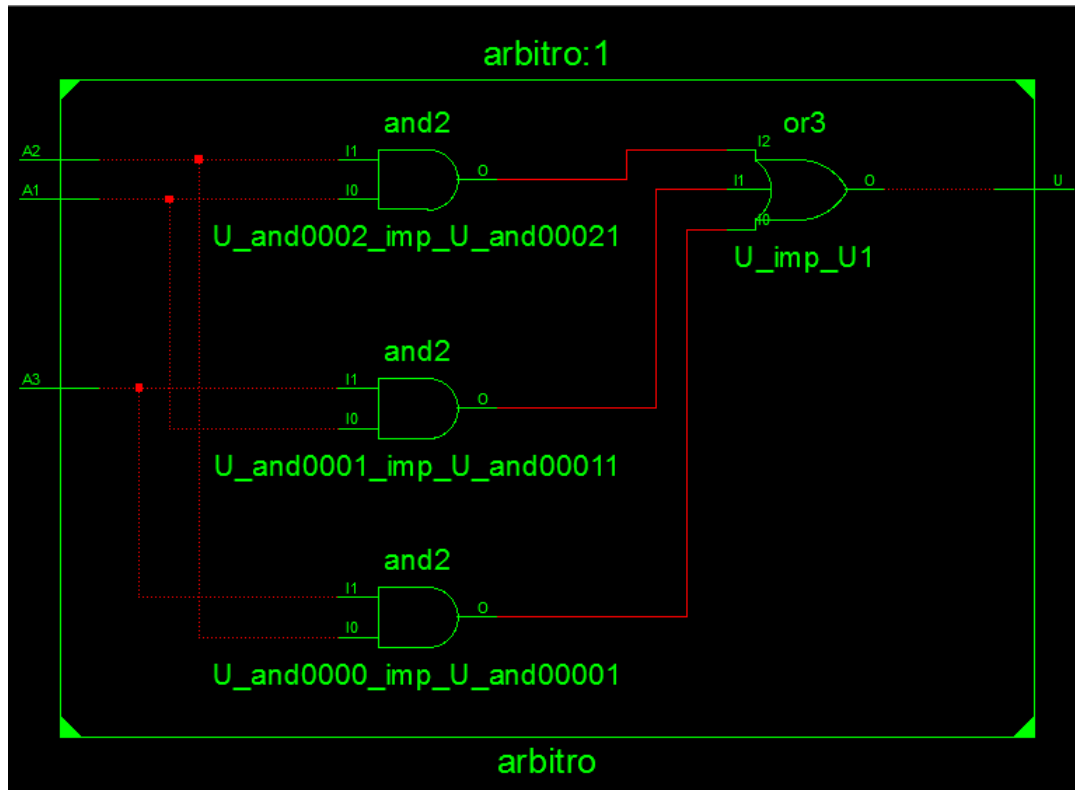 arbitro:1
and2
or3
A2
I1
O
I2
A1
I0
I1
O
U
I0
U_and0002_imp_U_and00021
U_imp_U1
and2
A3
I1
O
I0
U_and0001_imp_U_and00011
and2
I1
O
I0
U_and0000_imp_U_and00001
arbitro